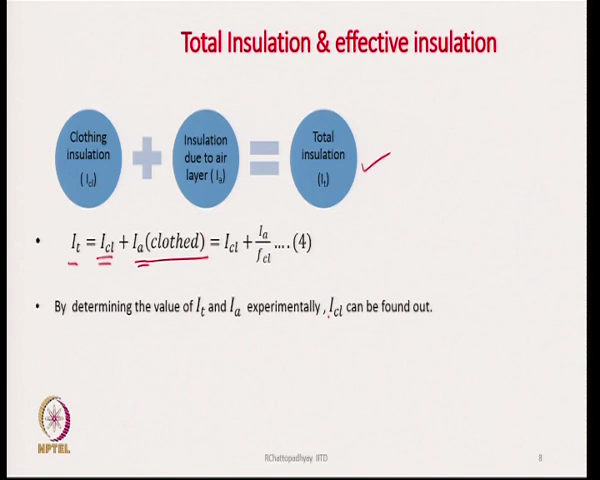 Total Insulation & effective insulation
Clothing
insulation
( I_cl)
Insulation
due to air
layer ( I_a)
Total
insulation
(I_t)
• I_t = I_cl + I_a(clothed) = I_cl + I_a/f_cl ....(4)
• By determining the value of I_t and I_a experimentally , I_cl can be found out.
NPTEL
RChattopadhyay IITD
8